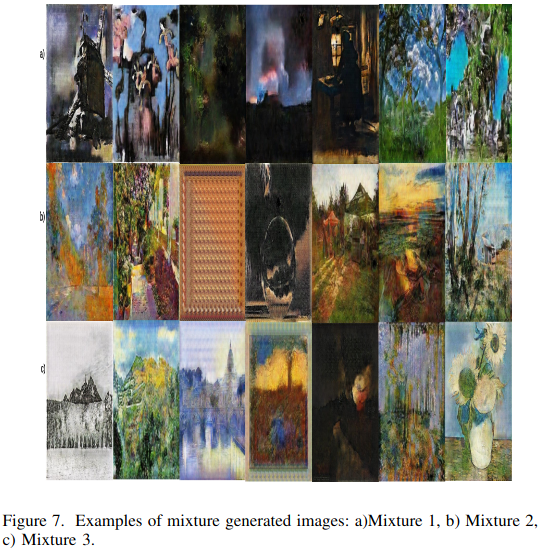 a)
b)
c)
Figure 7. Examples of mixture generated images: a)Mixture 1, b) Mixture 2,
c) Mixture 3.